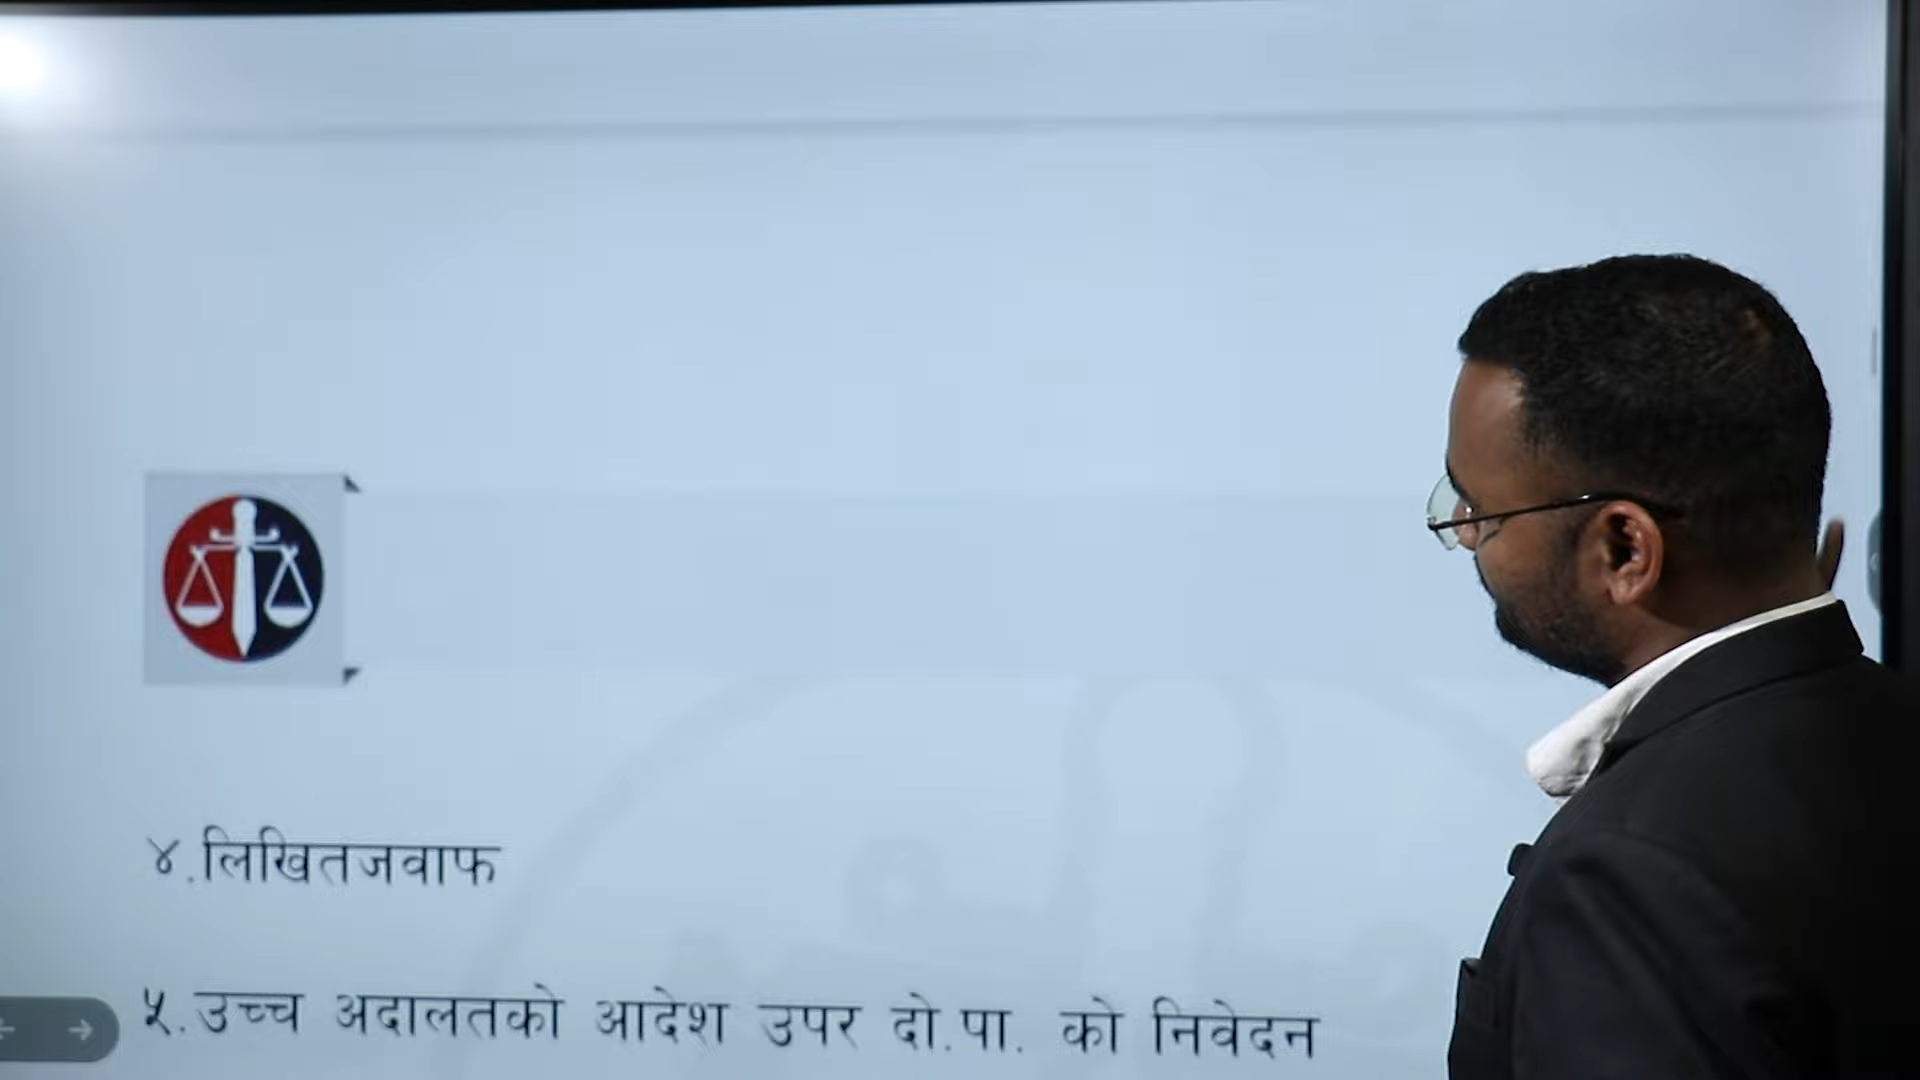 ४.लिखितजवाफ
५.उच्च अदालतको आदेश उपर दो.पा. को निवेदन